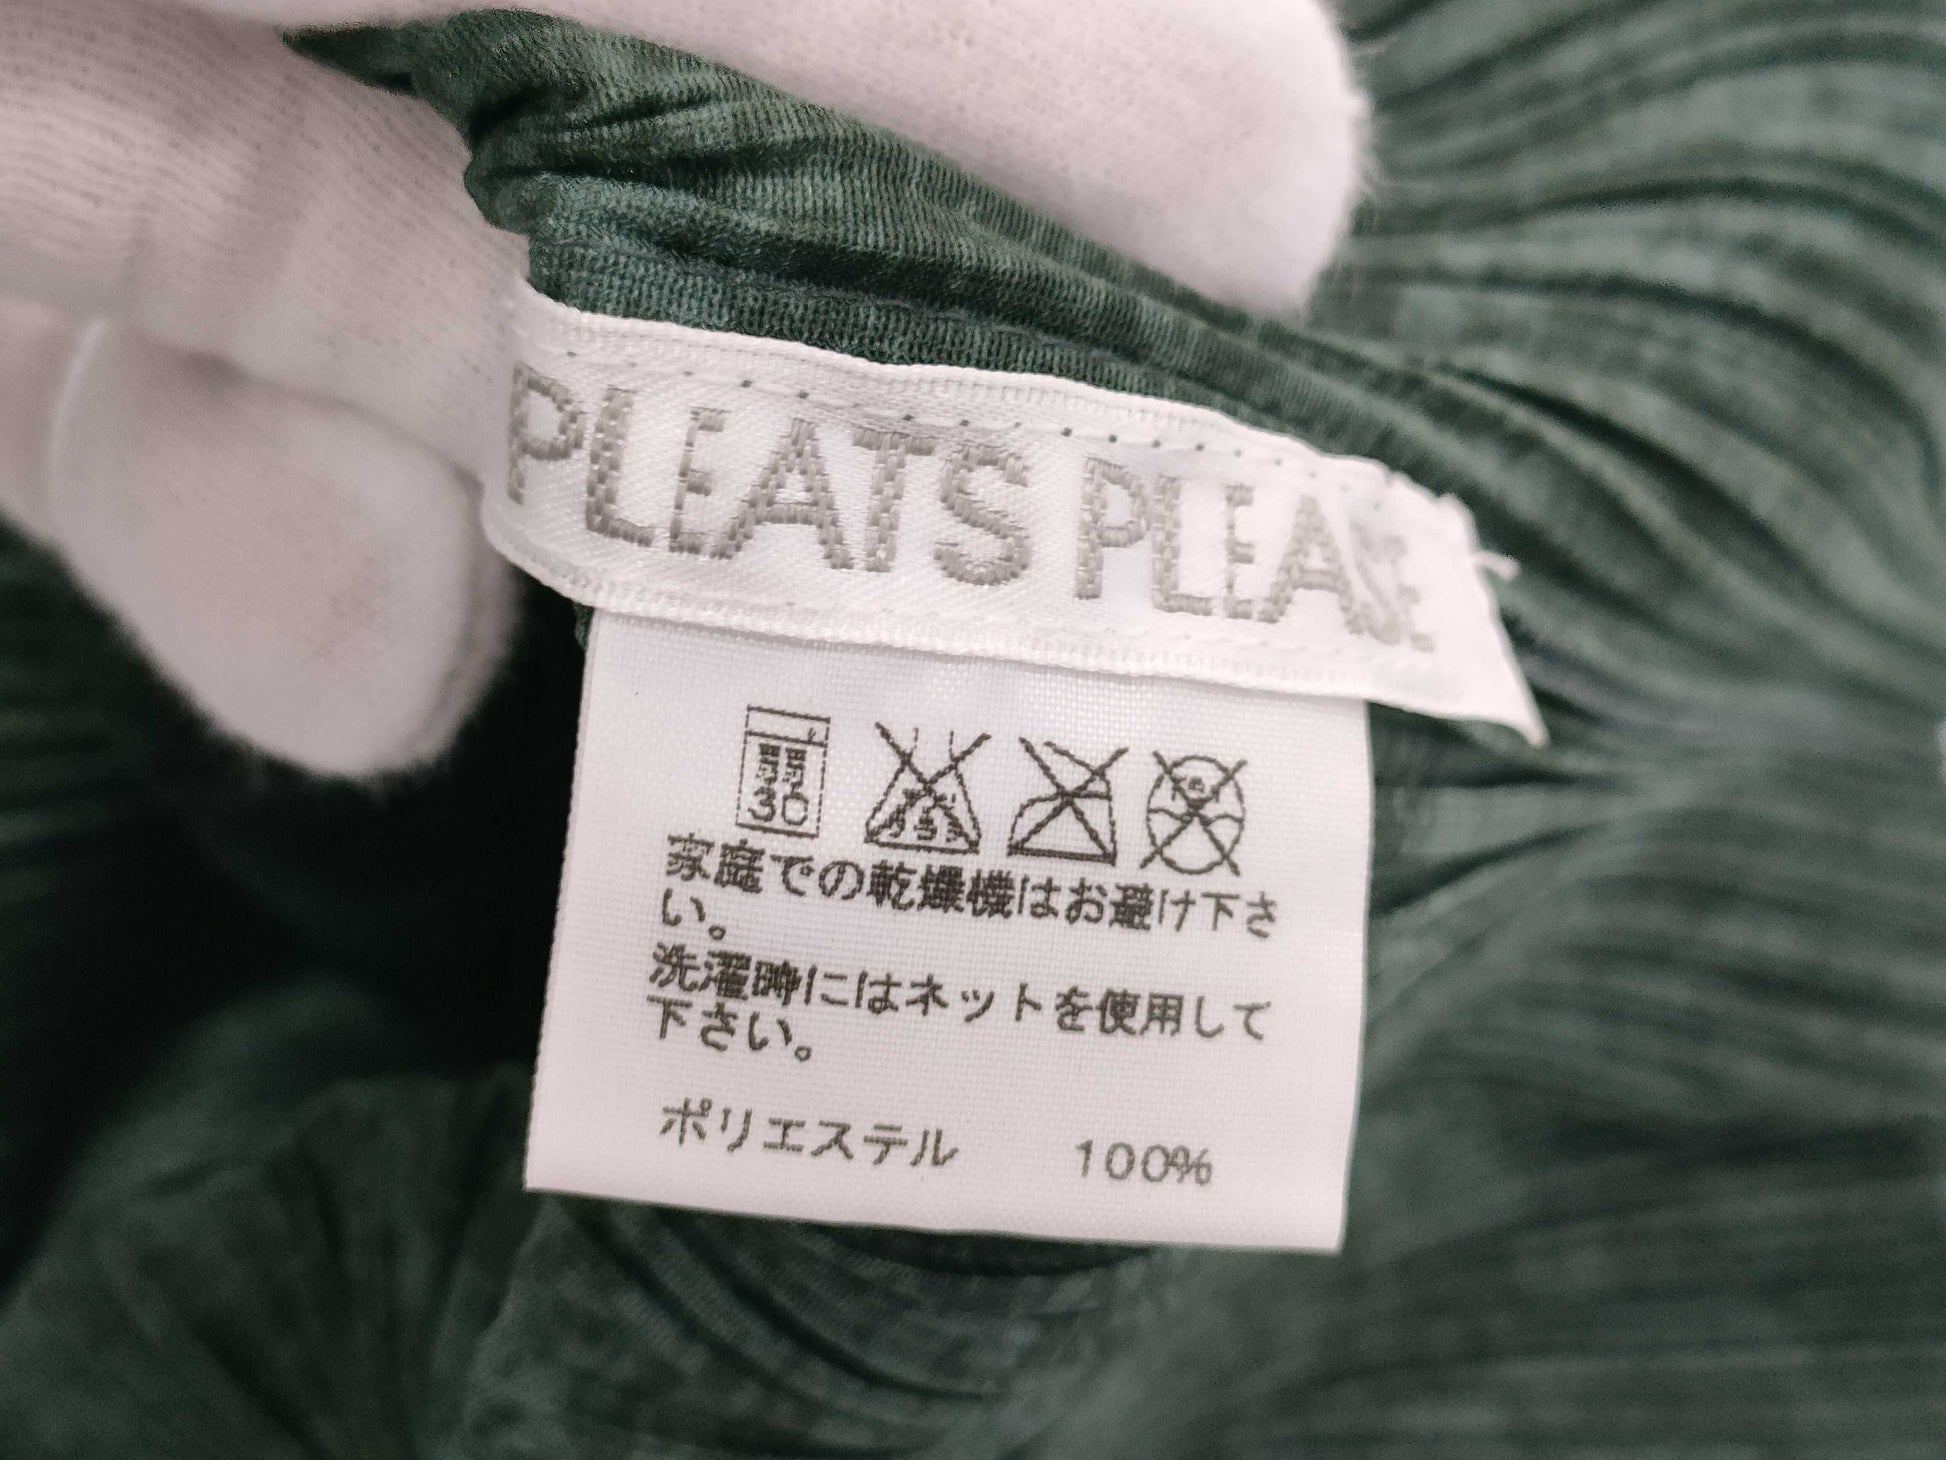 PLEATS PLEASE
家庭での乾燥機はお避け下さ
い。
洗濯時にはネットを使用して
下さい。
ポリエステル 100%